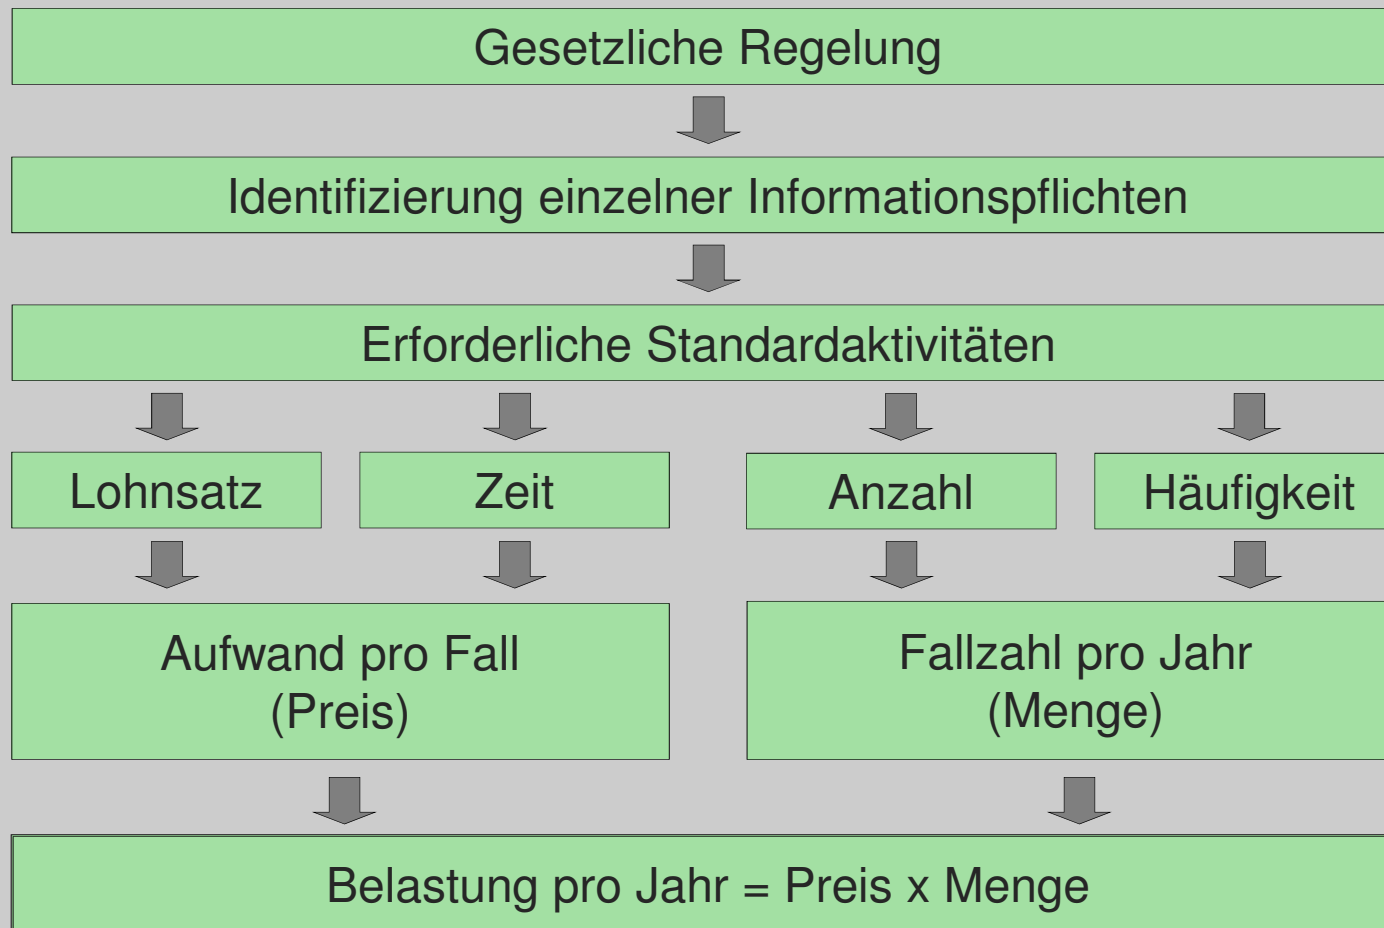 Gesetzliche Regelung
Identifizierung einzelner Informationspflichten
Erforderliche Standardaktivitäten
Lohnsatz
Zeit
Anzahl
Häufigkeit
Aufwand pro Fall
(Preis)
Fallzahl pro Jahr
(Menge)
Belastung pro Jahr = Preis x Menge